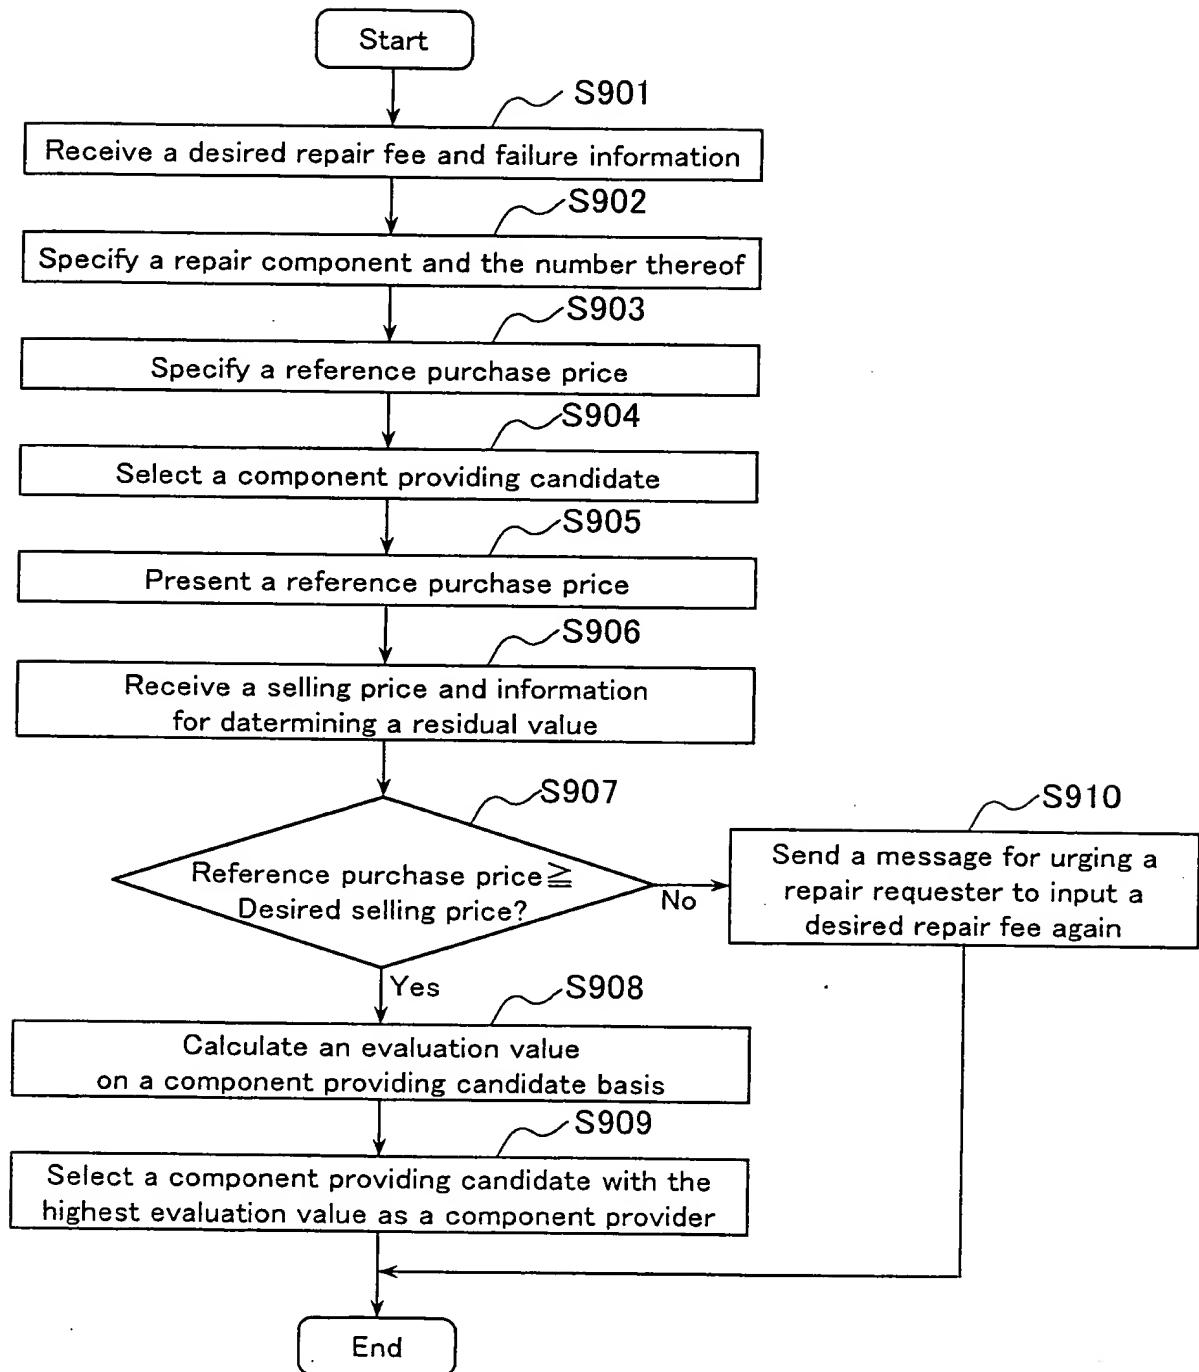 Start
S901
Receive a desired repair fee and failure information
S902
Specify a repair component and the number thereof
S903
Specify a reference purchase price
S904
Select a component providing candidate
S905
Present a reference purchase price
S906
Receive a selling price and information
for datermining a residual value
S907
Reference purchase price≧
Desired selling price?
No
S910
Send a message for urging a
repair requester to input a
desired repair fee again
Yes
S908
Calculate an evaluation value
on a component providing candidate basis
S909
Select a component providing candidate with the
highest evaluation value as a component provider
End